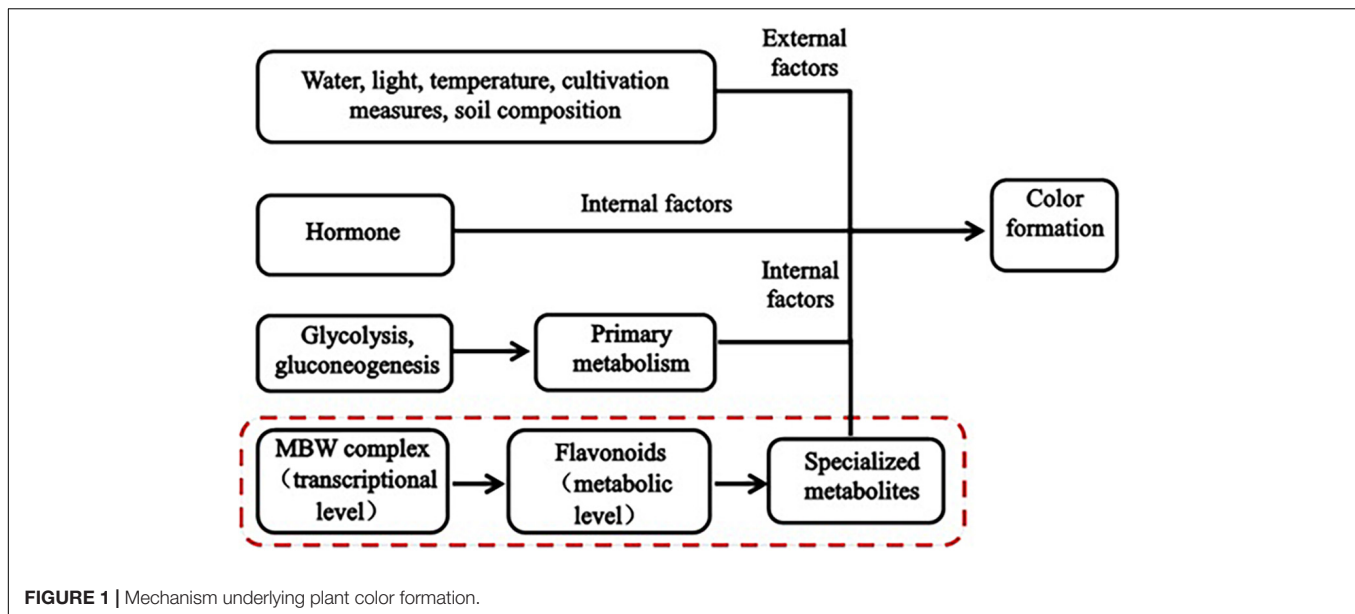 External
factors
Water, light, temperature, cultivation
measures, soil composition
Internal factors
Hormone
Color
formation
Internal
factors
Glycolysis,
gluconeogenesis
Primary
metabolism
MBW complex
（transcriptional
level）
Flavonoids
（metabolic
level）
Specialized
metabolites
FIGURE 1 | Mechanism underlying plant color formation.